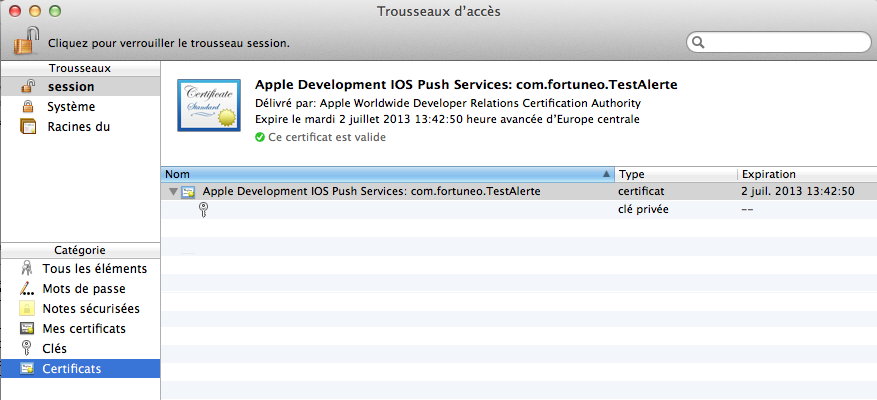 Trousseaux d'accès
Cliquez pour verrouiller le trousseau session.
Trousseaux
session
Système
Racines du
Certificate
Standard
Apple Development IOS Push Services: com.fortuneo.TestAlerte
Délivré par: Apple Worldwide Developer Relations Certification Authority
Expire le mardi 2 juillet 2013 13:42:50 heure avancée d'Europe centrale
Ce certificat est valide
Nom Type Expiration
Apple Development IOS Push Services: com.fortuneo.TestAlerte certificat 2 juil. 2013 13:42:50
clé privée --
Catégorie
Tous les éléments
Mots de passe
Notes sécurisées
Mes certificats
Clés
Certificats